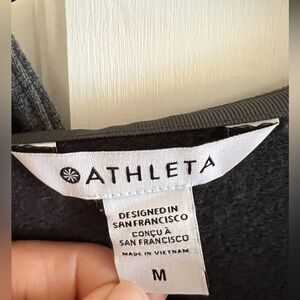 ATHLETA
DESIGNED IN
SAN FRANCISCO
CONÇU À
SAN FRANCISCO
MADE IN VIETNAM
M